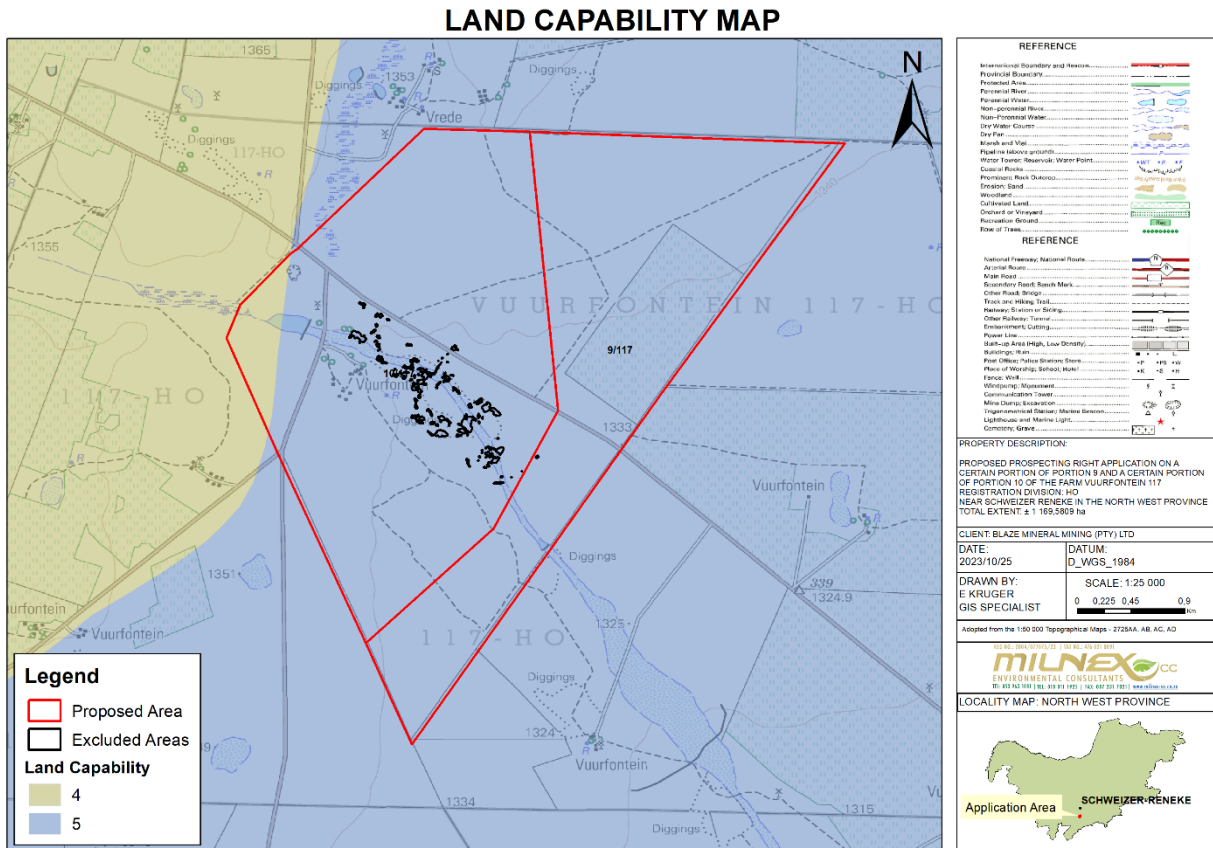 LAND CAPABILITY MAP
1365
Diggings
1353
R
S
Diggings
Diggings
Vrede
N
117-HO
R
1340
R
1355
VUURFONTEIN 117-HO
9/117
Vuurfontein
HO
Diggings
1333
R
Vuurfontein
R
1351
Diggings
339
1324.9
Vuurfontein
1325
117-HO
Diggings
1324
R
Vuurfontein
1334
1315
Diggings
R
Legend
Proposed Area
Excluded Areas
Land Capability
4
5
REFERENCE
International Boundary and Beacon
Provincial Boundary
Protected Area
Perennial River
Perennial Water
Non-perennial River
Non-Perennial Water
Dry Water Course
Dry Pan
Marsh and Vlei
Pipeline (above ground)
Water Tower; Reservoir; Water Point
Coastal Rocks
Prominent Rock Outcrop
Erosion; Sand
Woodland
Cultivated Land
Orchard or Vineyard
Recreation Ground
Row of Trees
REFERENCE
National Freeway; National Route
Arterial Route
Main Road
Secondary Road; Bench Mark
Other Road; Bridge
Track and Hiking Trail
Railway; Station or Siding
Other Railway; Tunnel
Embankment; Cutting
Power Line
Built-up Area (High, Low Density)
Buildings; Ruin
Post Office; Police Station; Store
Place of Worship; School; Hotel
Fence; Wall
Windpump; Monument
Communication Tower
Mine Dump; Excavation
Trigonometrical Station; Marine Beacon
Lighthouse and Marine Light
Cemetery; Grave
PROPERTY DESCRIPTION:
PROPOSED PROSPECTING RIGHT APPLICATION ON A
CERTAIN PORTION OF PORTION 9 AND A CERTAIN PORTION
OF PORTION 10 OF THE FARM VUURFONTEIN 117
REGISTRATION DIVISION: HO
NEAR SCHWEIZER RENEKE IN THE NORTH WEST PROVINCE
TOTAL EXTENT: ± 1 169,5809 ha
CLIENT: BLAZE MINERAL MINING (PTY) LTD
DATE:
2023/10/25
DATUM:
D_WGS_1984
DRAWN BY:
E KRUGER
GIS SPECIALIST
SCALE: 1:25 000
0 0,225 0,45 0,9
Km
Adopted from the 1:50 000 Topographical Maps - 2725AA, AB, AC, AD
MILNEX CC
ENVIRONMENTAL CONSULTANTS
LOCALITY MAP: NORTH WEST PROVINCE
SCHWEIZER-RENEKE
Application Area